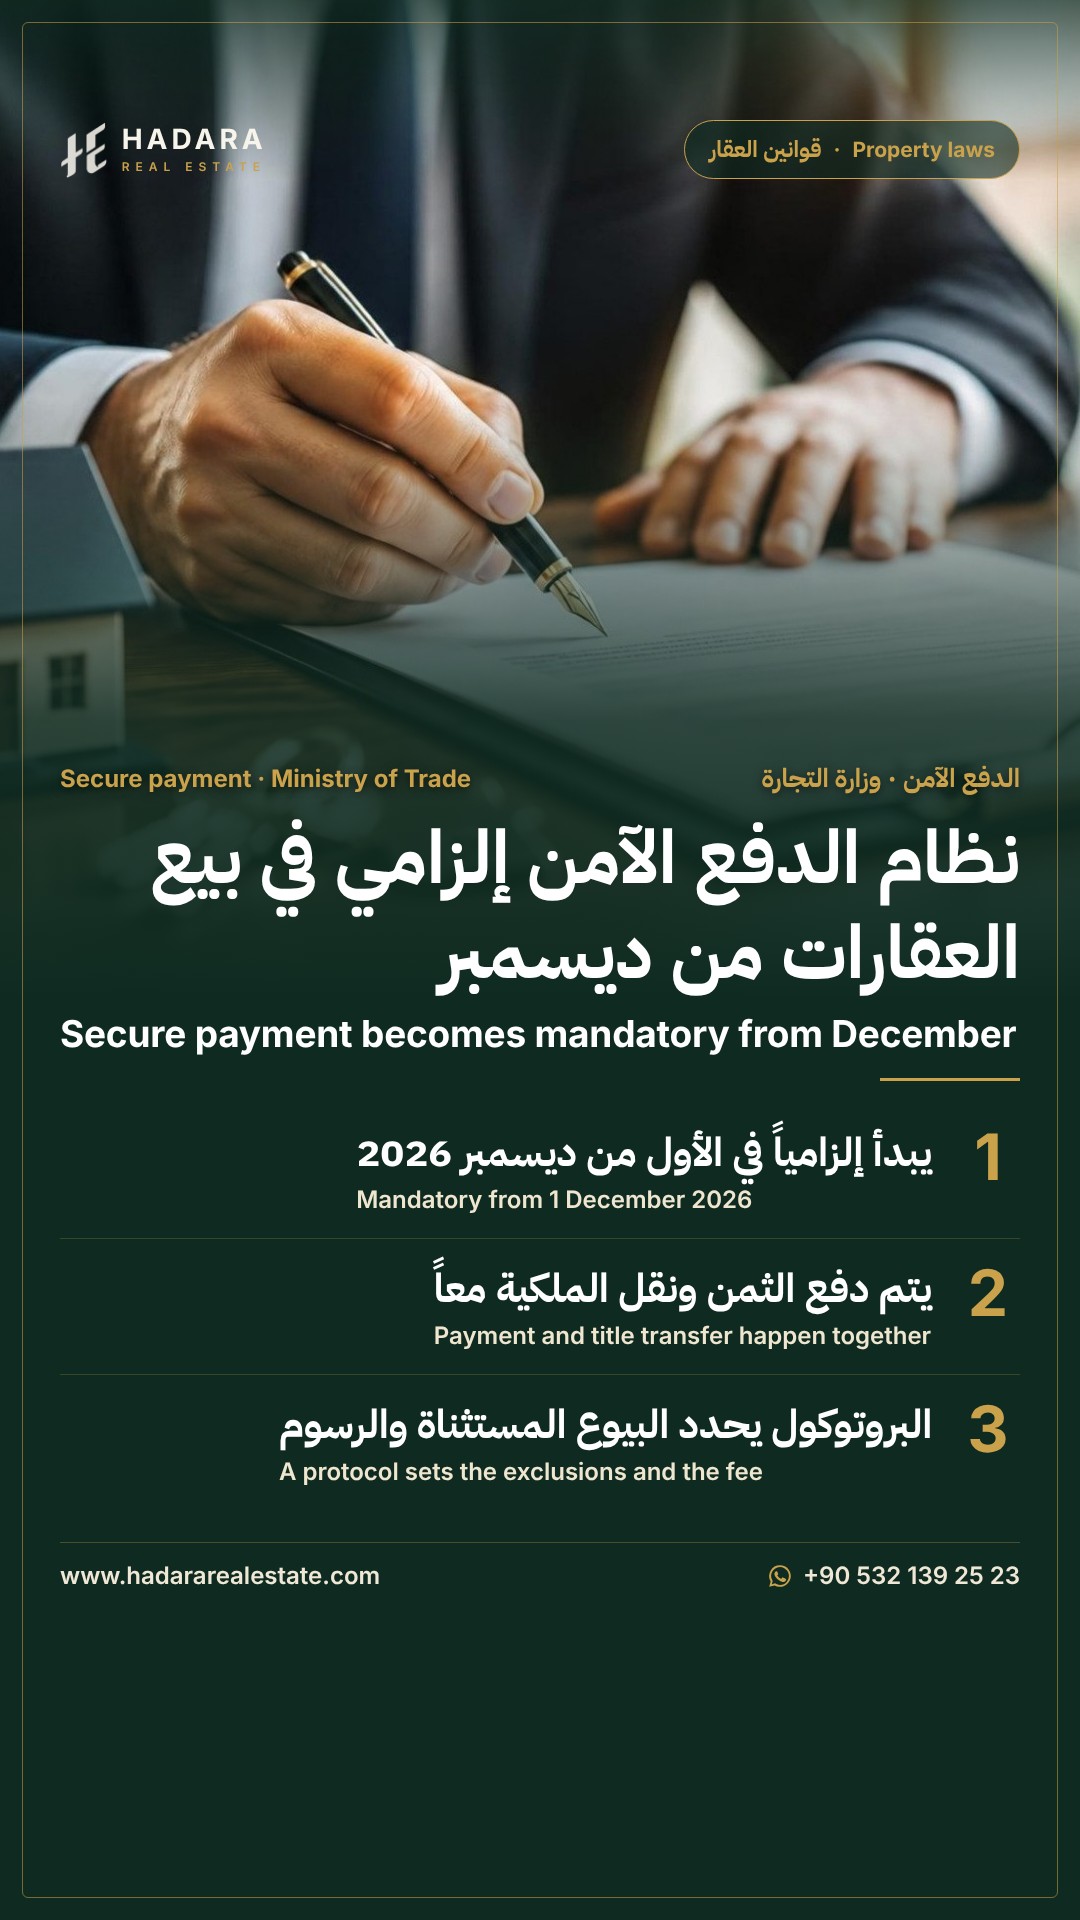 HADARA
REAL ESTATE
قوانين العقار · Property laws
Secure payment · Ministry of Trade
الدفع الآمن · وزارة التجارة
نظام الدفع الآمن إلزامي في بيع
العقارات من ديسمبر
Secure payment becomes mandatory from December
1
يبدأ إلزامياً في الأول من ديسمبر 2026
Mandatory from 1 December 2026
2
يتم دفع الثمن ونقل الملكية معاً
Payment and title transfer happen together
3
البروتوكول يحدد البيوع المستثناة والرسوم
A protocol sets the exclusions and the fee
www.hadararealestate.com
+90 532 139 25 23